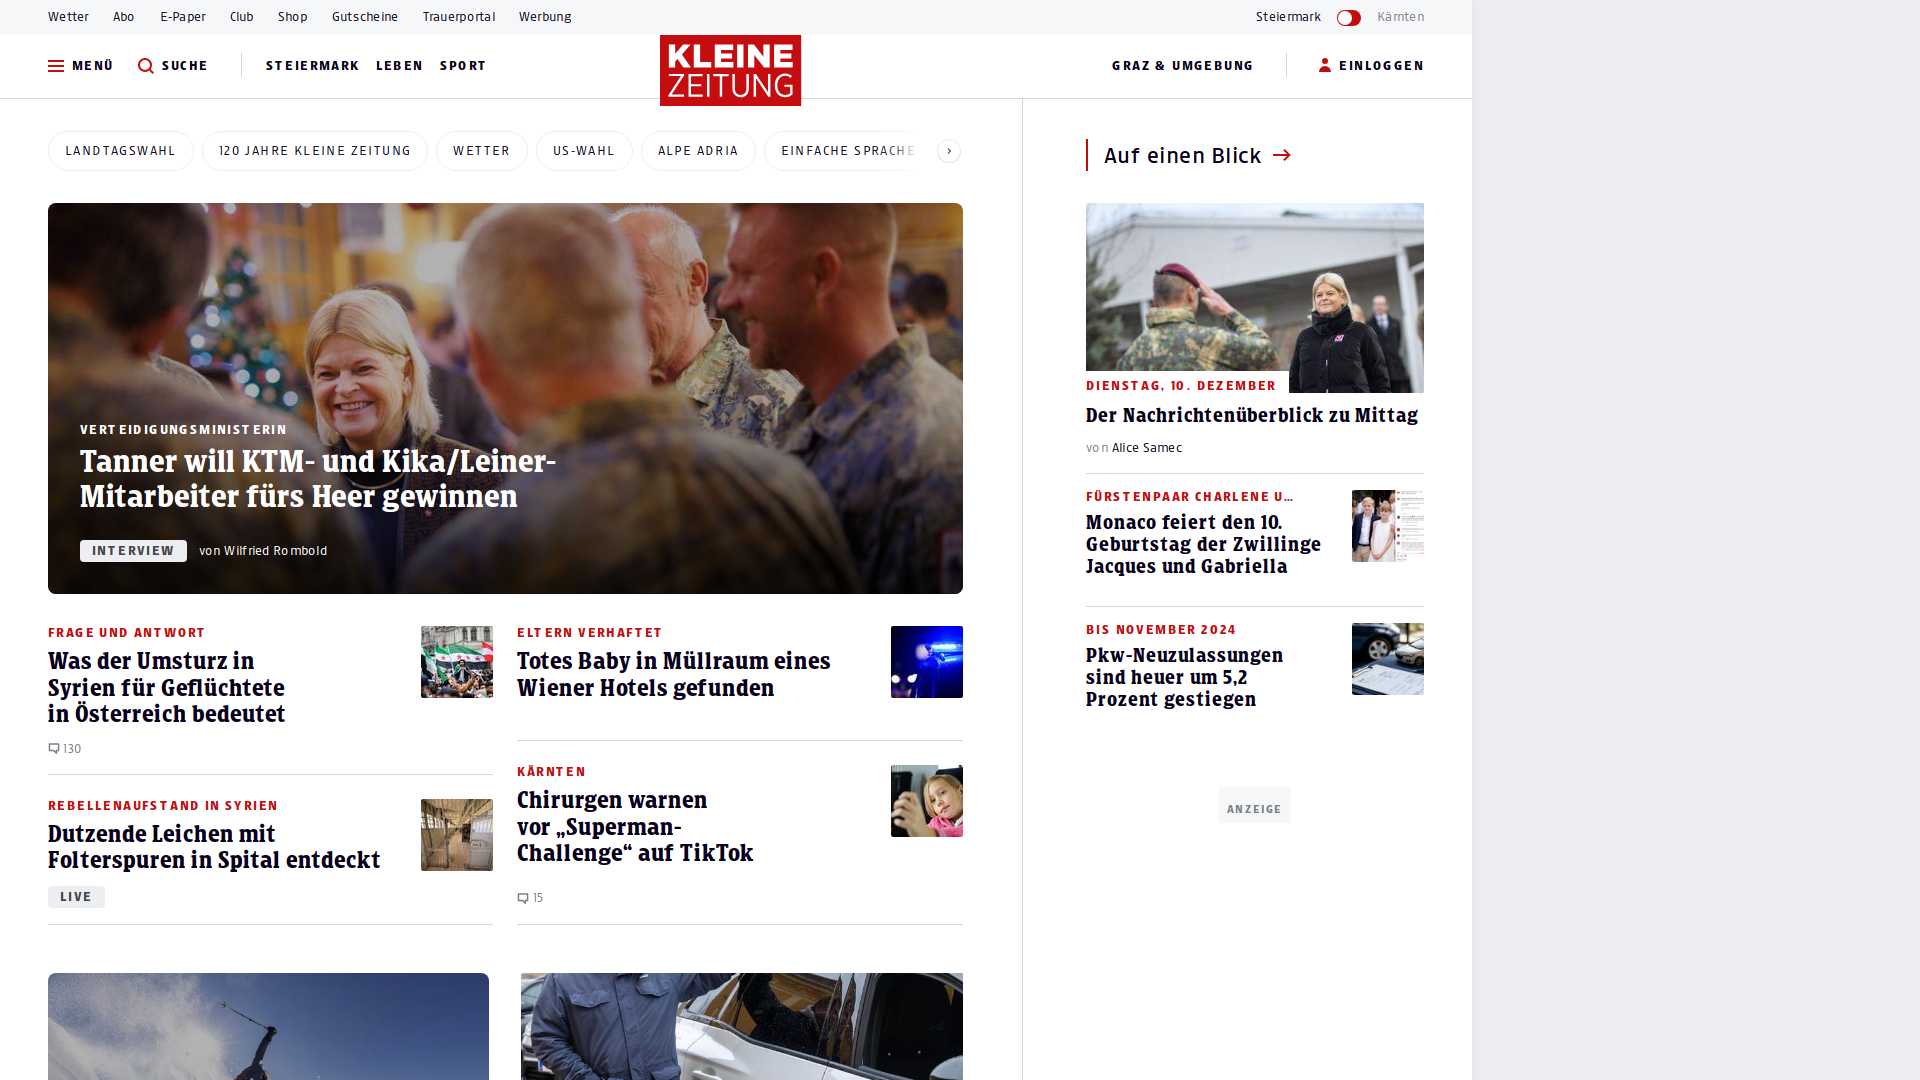 Wetter
Abo
E-Paper
Club
Shop
Gutscheine
Trauerportal
Werbung
Steiermark
Kärnten
MENÜ
SUCHE
STEIERMARK
LEBEN
SPORT
KLEINE
ZEITUNG
GRAZ & UMGEBUNG
EINLOGGEN
LANDTAGSWAHL
120 JAHRE KLEINE ZEITUNG
WETTER
US-WAHL
ALPE ADRIA
EINFACHE SPRACHE
VERTEIDIGUNGSMINISTERIN
Tanner will KTM- und Kika/Leiner-
Mitarbeiter fürs Heer gewinnen
INTERVIEW
von Wilfried Rombold
FRAGE UND ANTWORT
Was der Umsturz in
Syrien für Geflüchtete
in Österreich bedeutet
130
REBELLENAUFSTAND IN SYRIEN
Dutzende Leichen mit
Folterspuren in Spital entdeckt
LIVE
ELTERN VERHAFTET
Totes Baby in Müllraum eines
Wiener Hotels gefunden
KÄRNTEN
Chirurgen warnen
vor „Superman-
Challenge“ auf TikTok
15
Auf einen Blick
DIENSTAG, 10. DEZEMBER
Der Nachrichtenüberblick zu Mittag
von Alice Samec
FÜRSTENPAAR CHARLENE U...
Monaco feiert den 10.
Geburtstag der Zwillinge
Jacques und Gabriella
BIS NOVEMBER 2024
Pkw-Neuzulassungen
sind heuer um 5,2
Prozent gestiegen
ANZEIGE